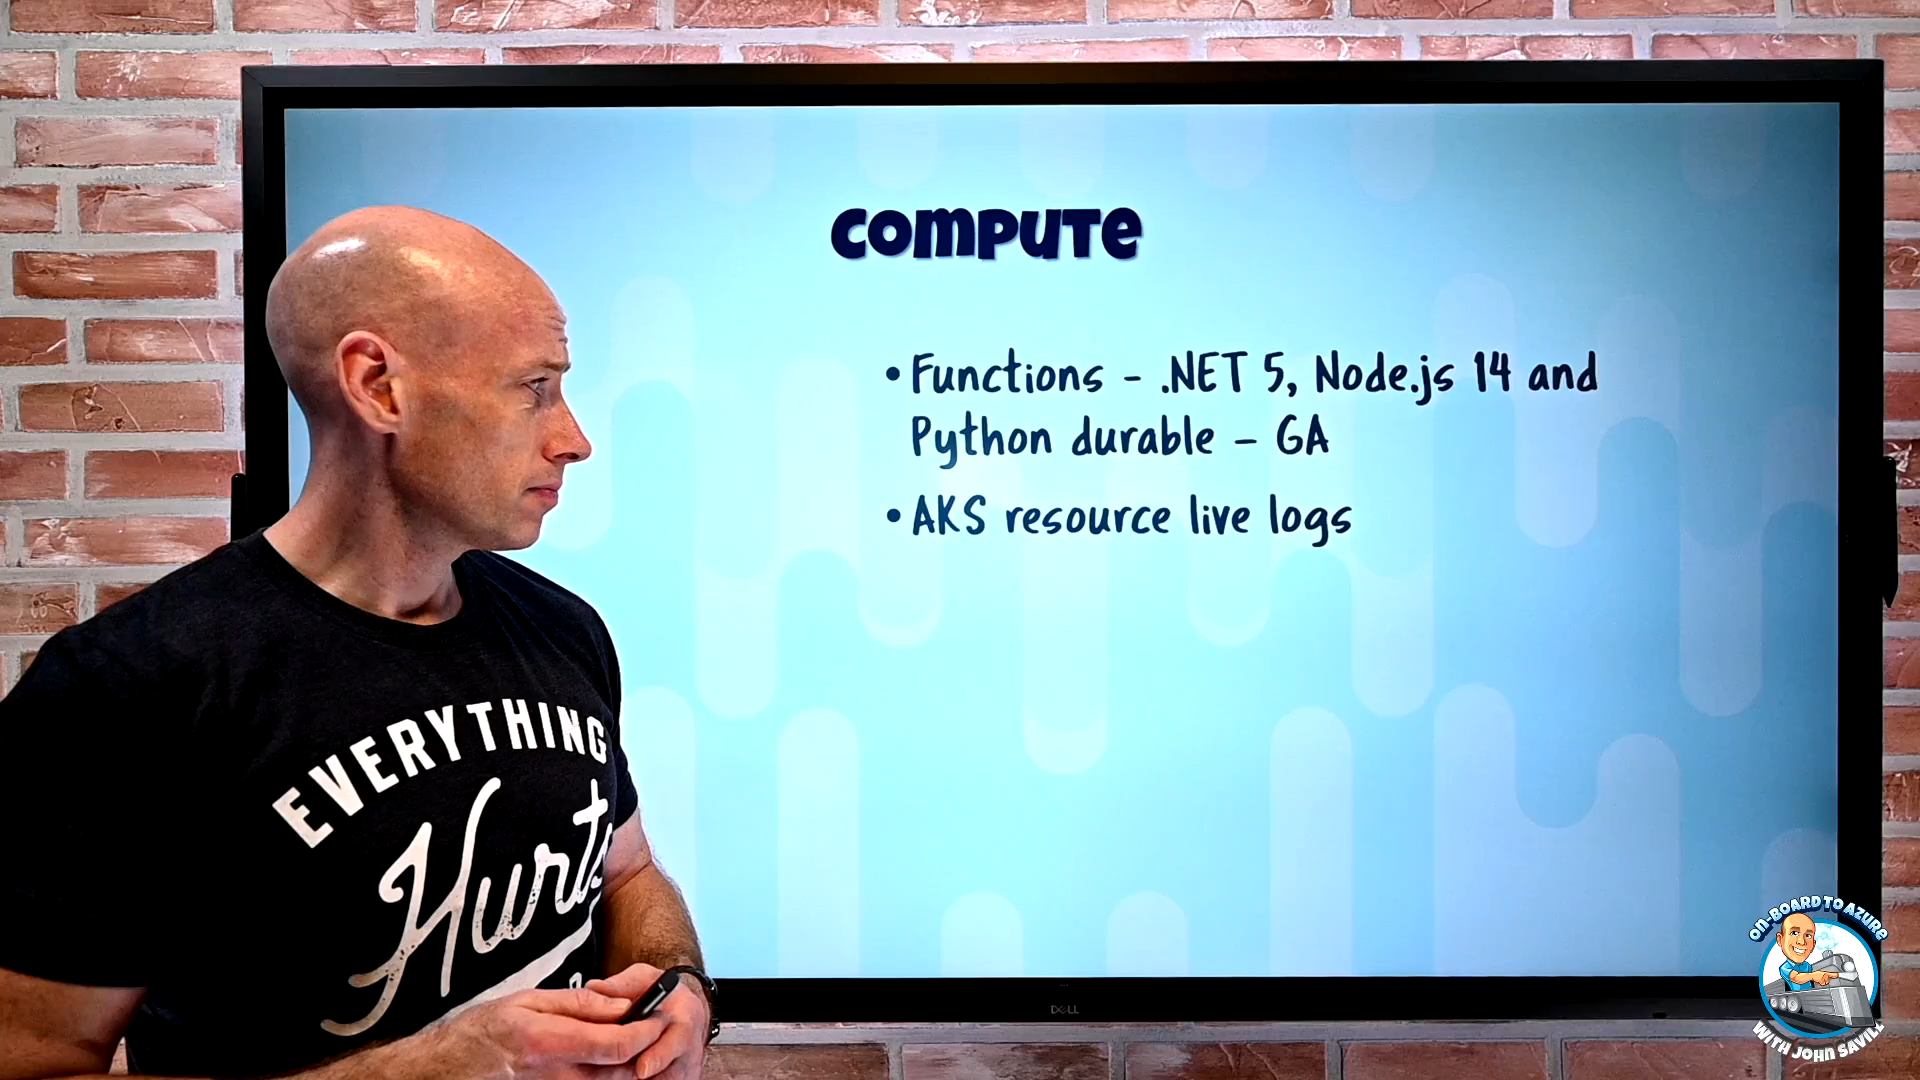 COMPUTE
•Functions - .NET 5, Node.js 14 and
Python durable – GA
•AKS resource live logs
EVERYTHING
Hurts
DELL
ON-BOARD TO AZURE
WITH JOHN SAVILL